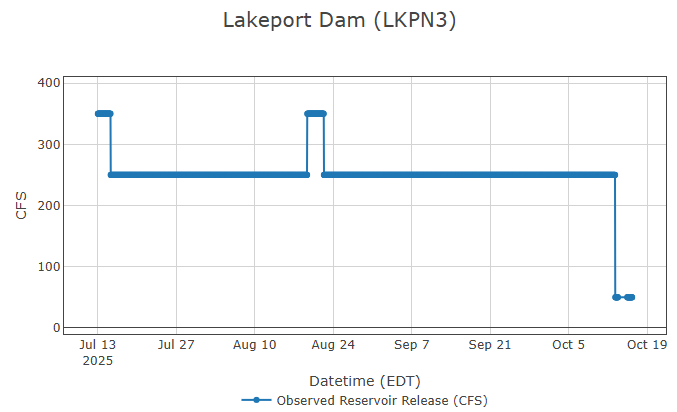 Lakeport Dam (LKPN3)
400
300
200
100
0
CFS
Jul 13 Jul 27 Aug 10 Aug 24 Sep 7 Sep 21 Oct 5 Oct 19
2025
Datetime (EDT)
Observed Reservoir Release (CFS)